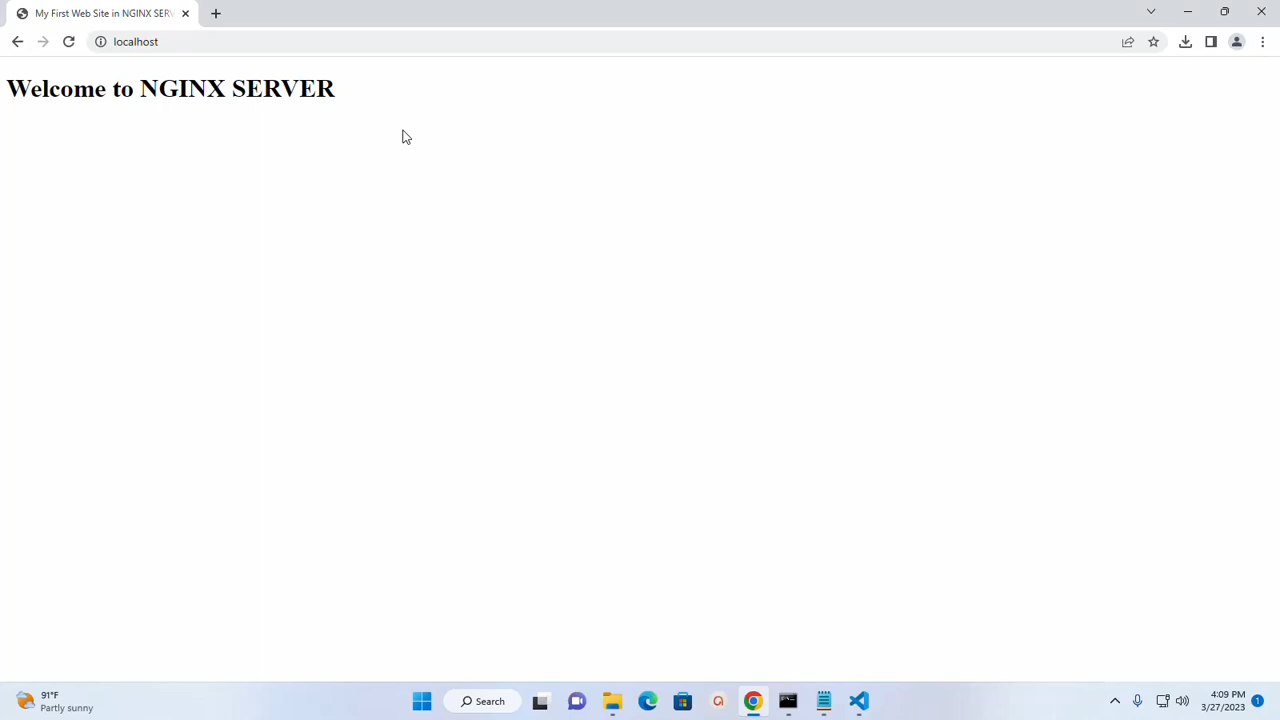 My First Web Site in NGINX SERV
localhost
Welcome to NGINX SERVER
91°F
Partly sunny
Search
4:09 PM
3/27/2023
1